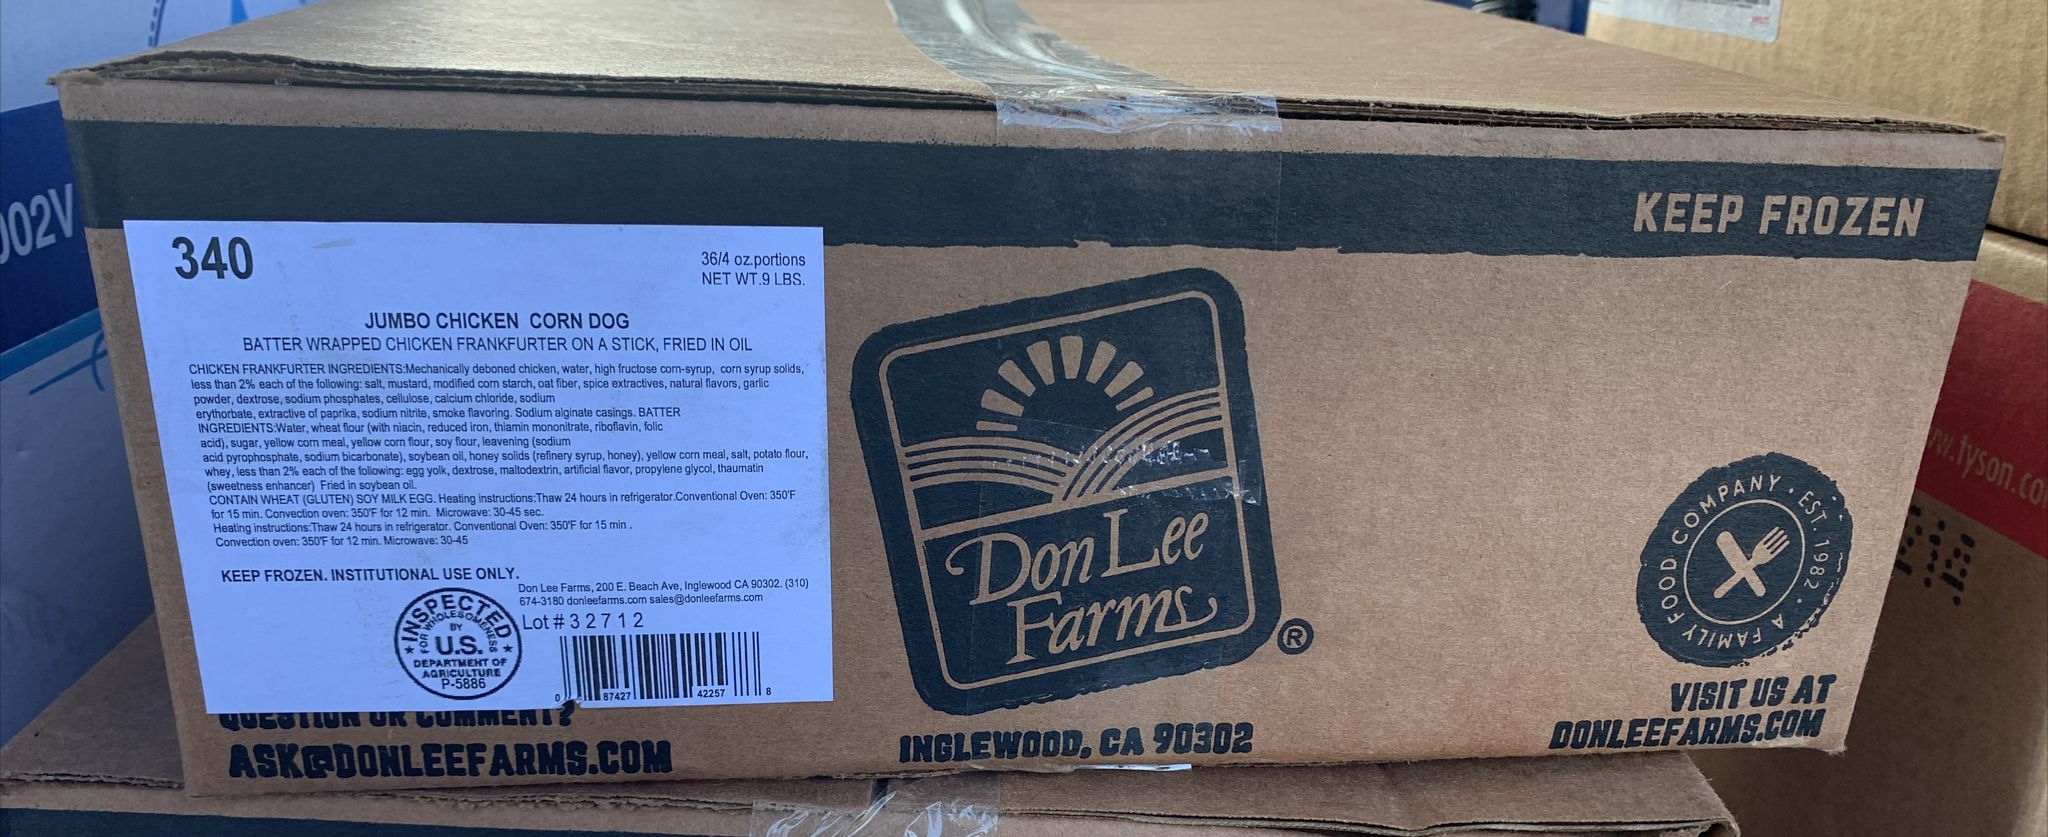 002V
KEEP FROZEN
340
36/4 oz.portions
NET WT.9 LBS.
JUMBO CHICKEN CORN DOG
BATTER WRAPPED CHICKEN FRANKFURTER ON A STICK, FRIED IN OIL
CHICKEN FRANKFURTER INGREDIENTS:Mechanically deboned chicken, water, high fructose corn-syrup, corn syrup solids,
less than 2% each of the following: salt, mustard, modified corn starch, oat fiber, spice extractives, natural flavors, garlic
powder, dextrose, sodium phosphates, cellulose, calcium chloride, sodium
erythorbate, extractive of paprika, sodium nitrite, smoke flavoring. Sodium alginate casings. BATTER
INGREDIENTS:Water, wheat flour (with niacin, reduced iron, thiamin mononitrate, riboflavin, folic
acid), sugar, yellow corn meal, yellow corn flour, soy flour, leavening (sodium
acid pyrophosphate, sodium bicarbonate), soybean oil, honey solids (refinery syrup, honey), yellow corn meal, salt, potato flour,
whey, less than 2% each of the following: egg yolk, dextrose, maltodextrin, artificial flavor, propylene glycol, thaumatin
(sweetness enhancer) Fried in soybean oil.
CONTAIN WHEAT (GLUTEN) SOY MILK EGG. Heating instructions:Thaw 24 hours in refrigerator.Conventional Oven: 350'F
for 15 min. Convection oven: 350'F for 12 min. Microwave: 30-45 sec.
Heating instructions:Thaw 24 hours in refrigerator. Conventional Oven: 350'F for 15 min .
Convection oven: 350'F for 12 min. Microwave: 30-45
KEEP FROZEN. INSTITUTIONAL USE ONLY.
Don Lee Farms, 200 E. Beach Ave, Inglewood CA 90302. (310)
674-3180 donleefarms.com sales@donleefarms.com
Lot # 3 2 7 1 2
INSPECTED
FOR WHOLESOMENESS
BY
U.S.
DEPARTMENT OF
AGRICULTURE
P-5886
0 87427 42257 8
QUESTION OR COMMENT?
ASK@DONLEEFARMS.COM
Don Lee
Farms
®
INGLEWOOD, CA 90302
A FAMILY FOOD COMPANY • EST. 1982 •
VISIT US AT
DONLEEFARMS.COM
w.tyson.co